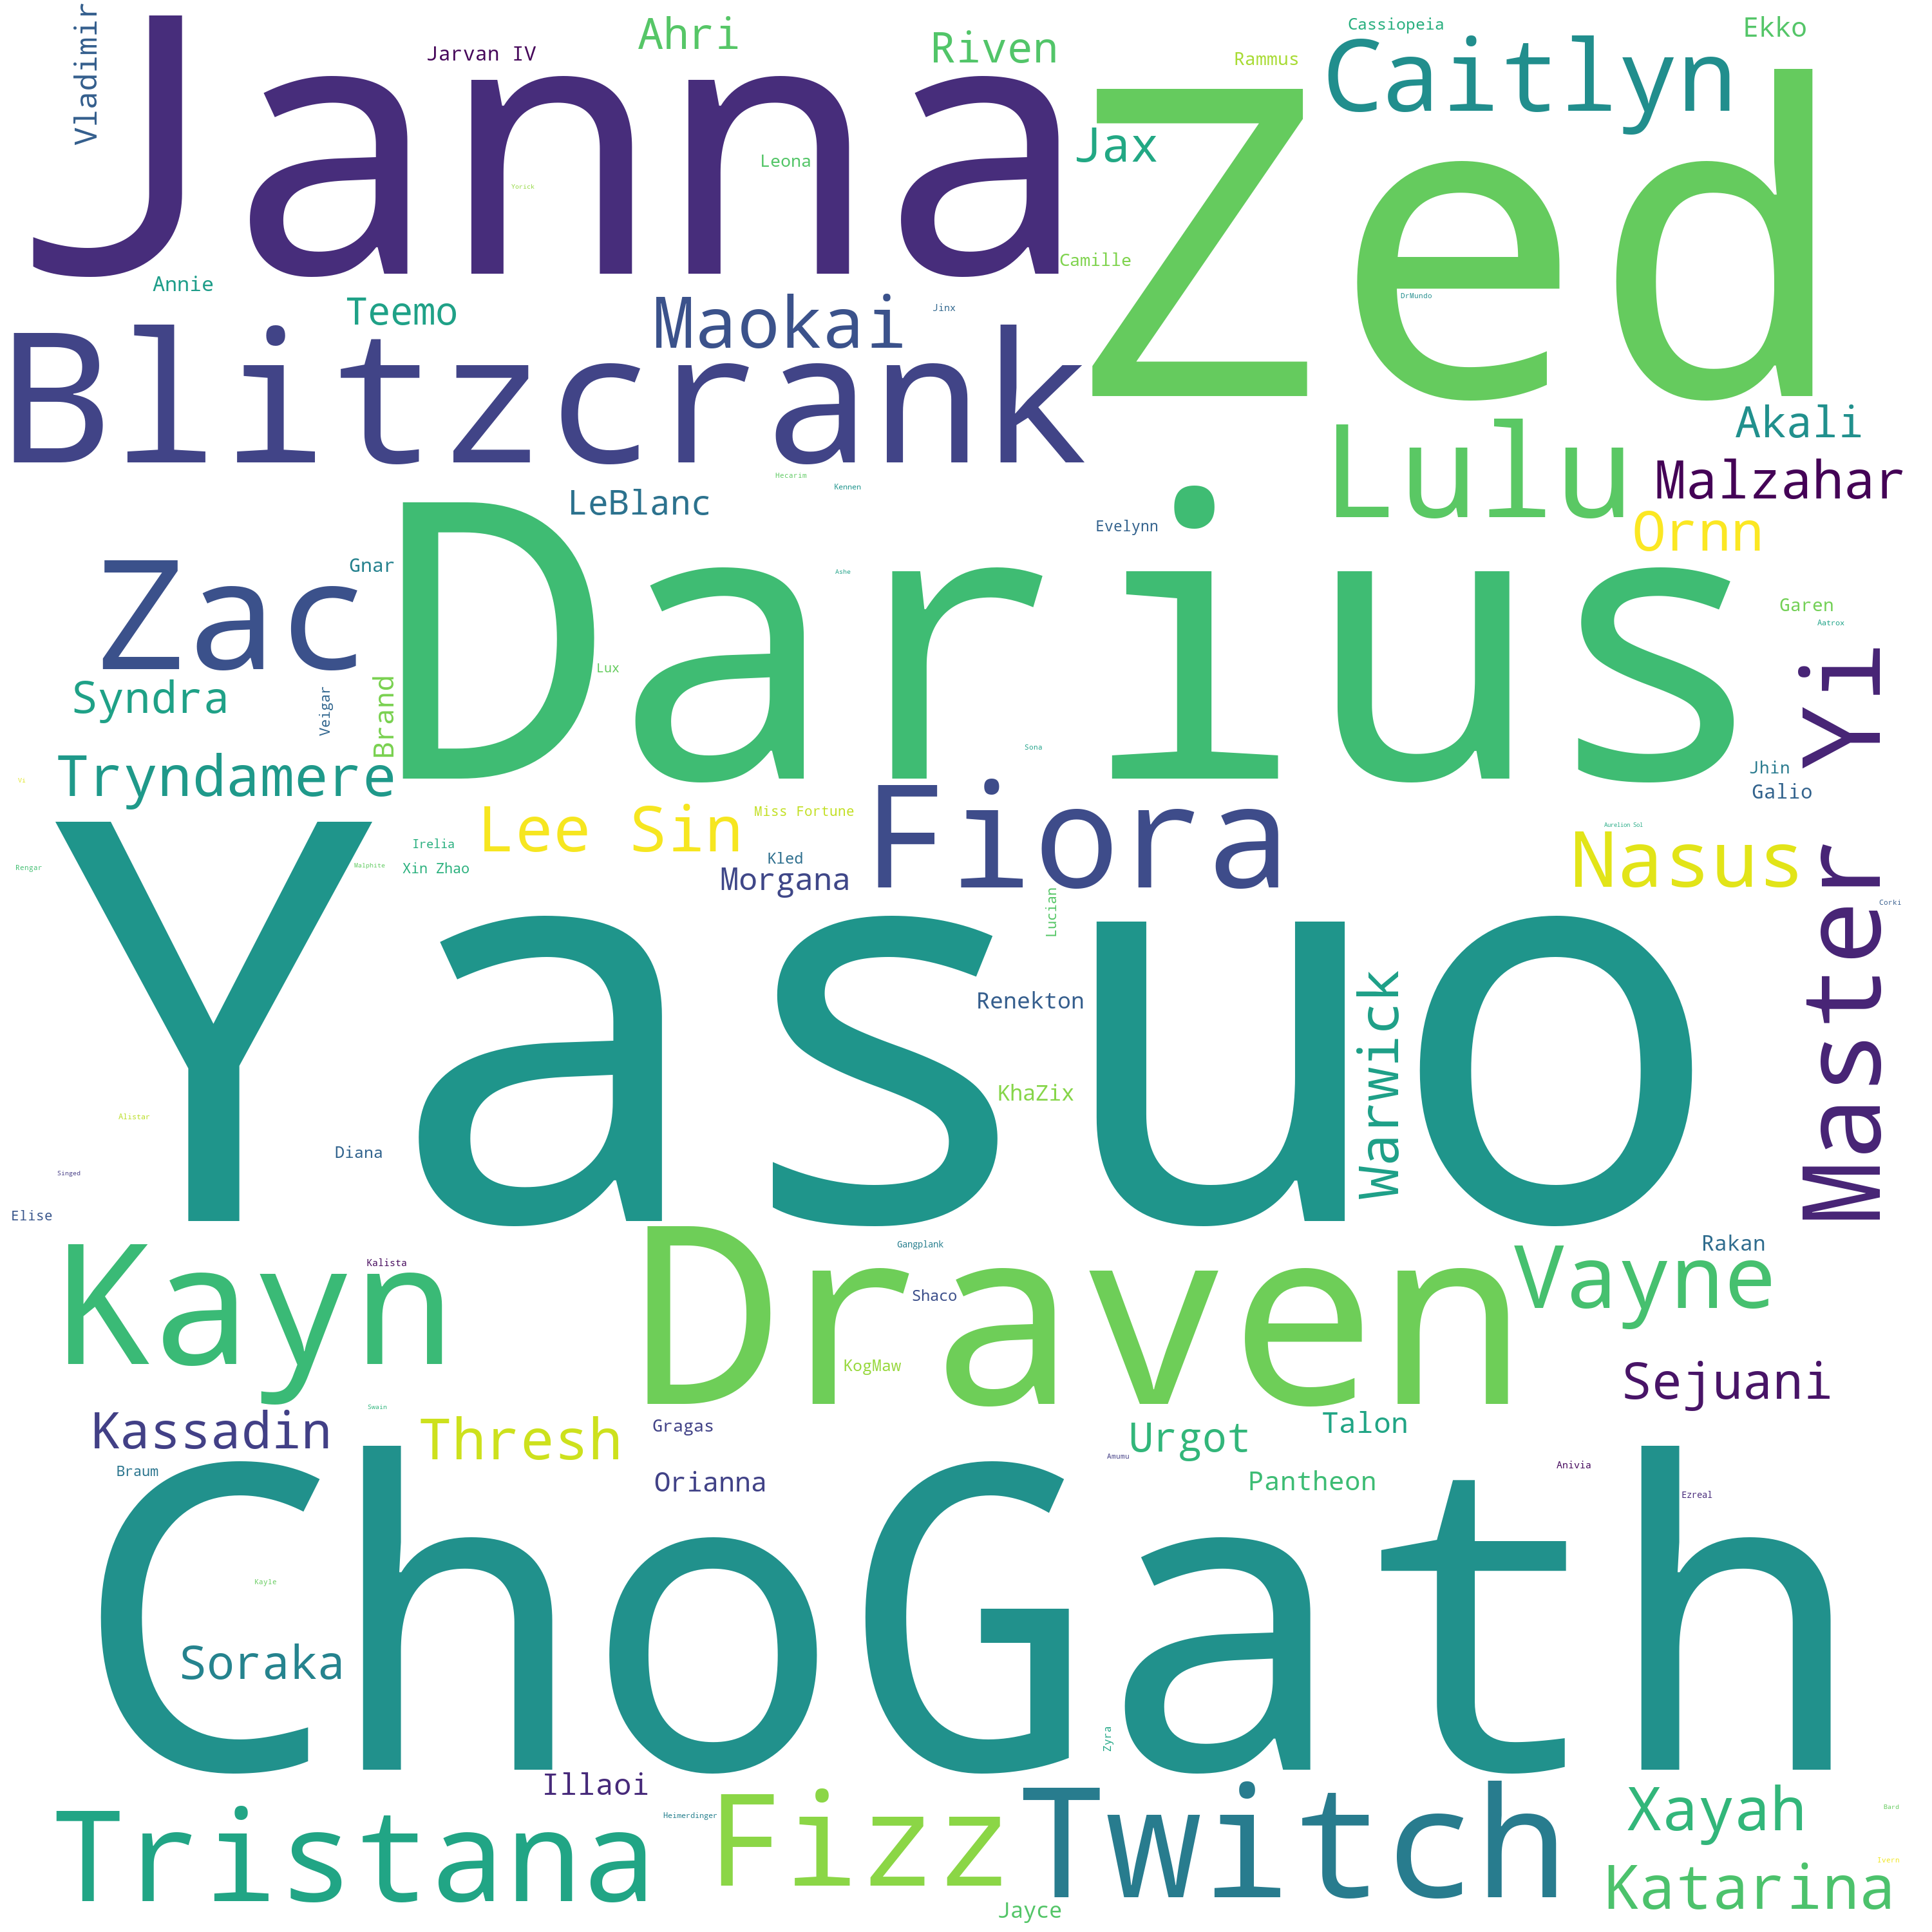 Vladimir
Janna
Jarvan IV
Ahri
Riven
Rammus
Cassiopeia
Caitlyn
Ekko
Zed
Jax
Leona
Yorick
Camille
Annie
Teemo
Maokai
Jinx
DrMundo
Blitzcrank
Lulu
Akali
Malzahar
Ornn
Hecarim
Kennen
LeBlanc
Evelynn
Zac
Gnar
Darius
Ashe
Garen
Aatrox
Syndra
Veigar
Brand
Lux
Sona
Master Yi
Tryndamere
Vi
Jhin
Galio
Lee Sin
Miss Fortune
Fiora
Nasus
Aurelion Sol
Irelia
Xin Zhao
Malphite
Rengar
Kled
Morgana
Lucian
Corki
Yasuo
Renekton
Warwick
KhaZix
Alistar
Diana
Singed
Elise
Kayn
Kalista
Draven
Gangplank
Shaco
KogMaw
Vayne
Rakan
Sejuani
Swain
Kassadin
Thresh
Gragas
Urgot
Talon
Braum
Orianna
Amumu
Pantheon
Anivia
Ezreal
ChoGath
Kayle
Soraka
Zyra
Illaoi
Tristana
Heimerdinger
Fizz
Twitch
Xayah
Bard
Ivern
Katarina
Jayce